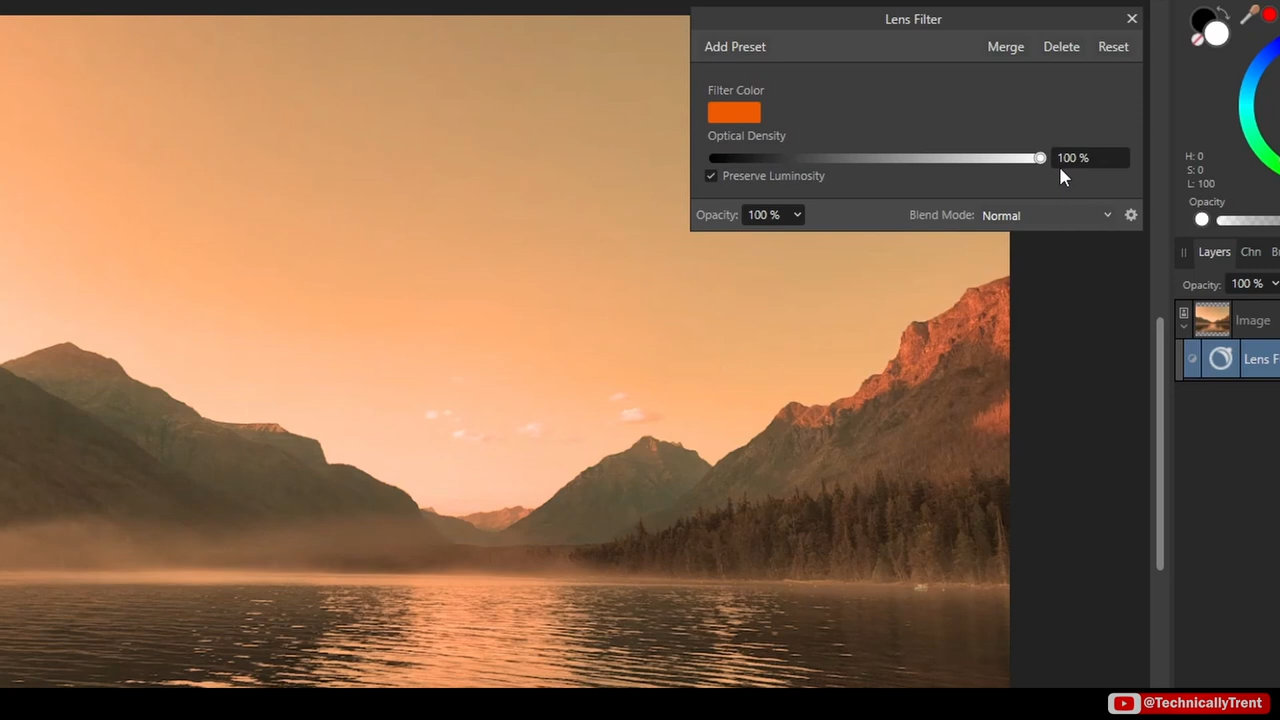 Lens Filter
Add Preset
Merge
Delete
Reset
Filter Color
Optical Density
100 %
Preserve Luminosity
Opacity:
100 %
Blend Mode:
Normal
H: 0
S: 0
L: 100
Opacity
Layers
Chn
Opacity:
100 %
Image
Lens F
@TechnicallyTrent